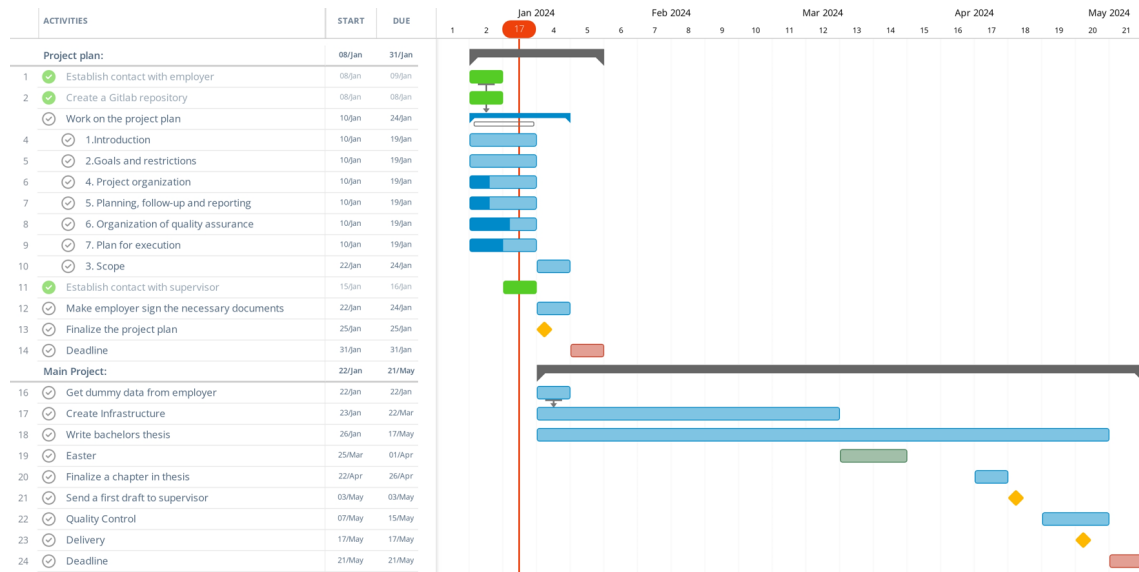 ACTIVITIES START DUE Jan 2024 Feb 2024 Mar 2024 Apr 2024 May 2024
1 2 17 4 5 6 7 8 9 10 11 12 13 14 15 16 17 18 19 20 21
Project plan: 08/Jan 31/Jan
1 Establish contact with employer 08/Jan 09/Jan
2 Create a Gitlab repository 08/Jan 08/Jan
Work on the project plan 10/Jan 24/Jan
4 1.Introduction 10/Jan 19/Jan
5 2.Goals and restrictions 10/Jan 19/Jan
6 4. Project organization 10/Jan 19/Jan
7 5. Planning, follow-up and reporting 10/Jan 19/Jan
8 6. Organization of quality assurance 10/Jan 19/Jan
9 7. Plan for execution 10/Jan 19/Jan
10 3. Scope 22/Jan 24/Jan
11 Establish contact with supervisor 15/Jan 16/Jan
12 Make employer sign the necessary documents 22/Jan 24/Jan
13 Finalize the project plan 25/Jan 25/Jan
14 Deadline 31/Jan 31/Jan
Main Project: 22/Jan 21/May
16 Get dummy data from employer 22/Jan 22/Jan
17 Create Infrastructure 23/Jan 22/Mar
18 Write bachelors thesis 26/Jan 17/May
19 Easter 25/Mar 01/Apr
20 Finalize a chapter in thesis 22/Apr 26/Apr
21 Send a first draft to supervisor 03/May 03/May
22 Quality Control 07/May 15/May
23 Delivery 17/May 17/May
24 Deadline 21/May 21/May